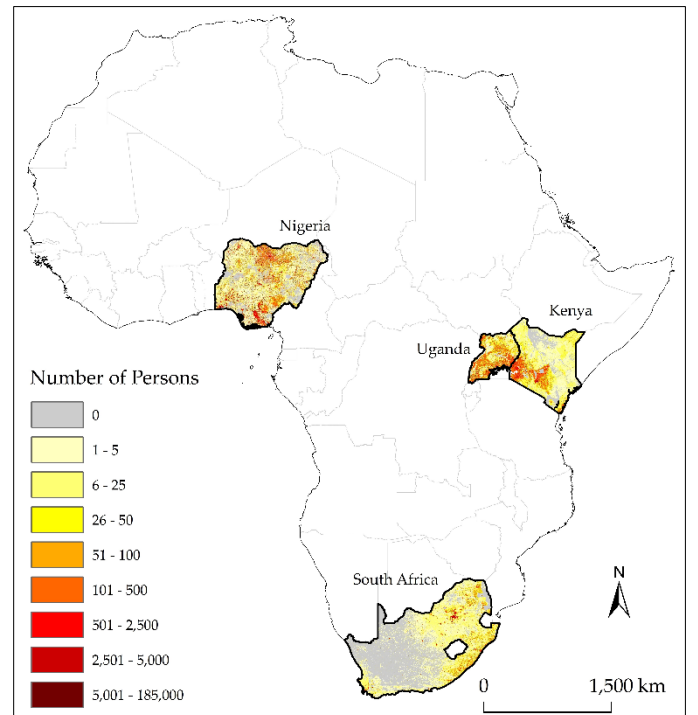 Nigeria
Kenya
Uganda
Number of Persons
0
1 - 5
6 - 25
26 - 50
51 - 100
101 - 500
501 - 2,500
2,501 - 5,000
5,001 - 185,000
South Africa
N
0 1,500 km